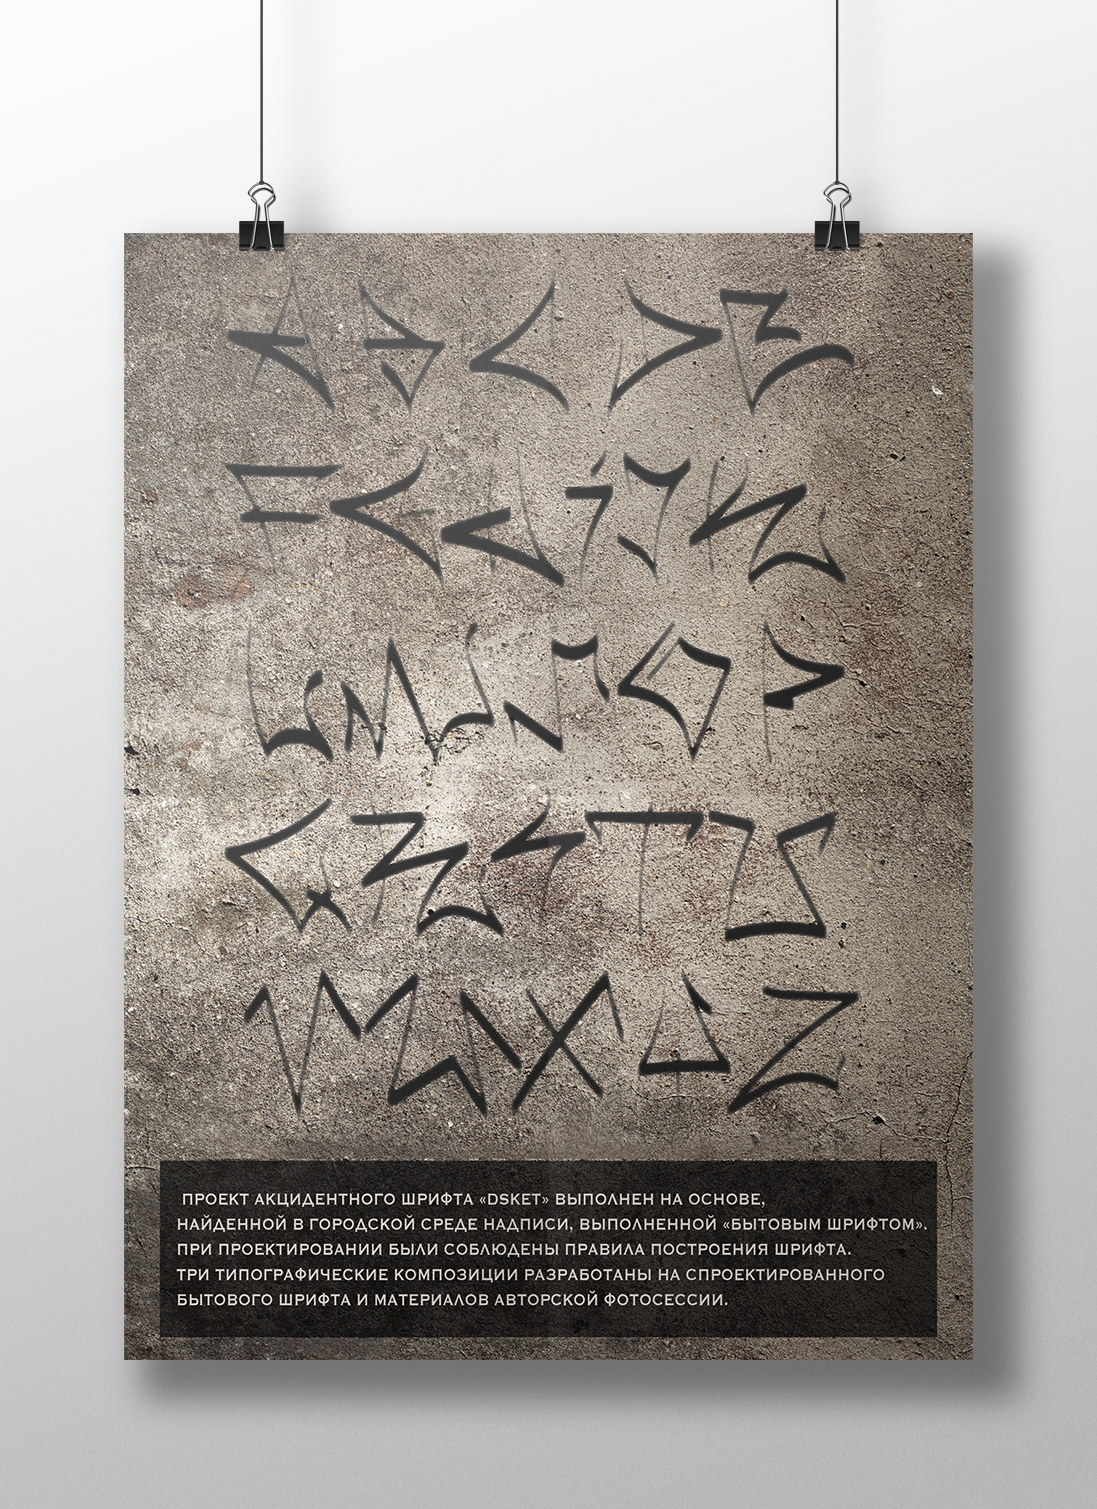 A B C D E
F G H I J K
L M N O P
Q R S T U
V W X Y Z
ПРОЕКТ АКЦИДЕНТНОГО ШРИФТА «DSKET» ВЫПОЛНЕН НА ОСНОВЕ,
НАЙДЕННОЙ В ГОРОДСКОЙ СРЕДЕ НАДПИСИ, ВЫПОЛНЕННОЙ «БЫТОВЫМ ШРИФТОМ».
ПРИ ПРОЕКТИРОВАНИИ БЫЛИ СОБЛЮДЕНЫ ПРАВИЛА ПОСТРОЕНИЯ ШРИФТА.
ТРИ ТИПОГРАФИЧЕСКИЕ КОМПОЗИЦИИ РАЗРАБОТАНЫ НА СПРОЕКТИРОВАННОГО
БЫТОВОГО ШРИФТА И МАТЕРИАЛОВ АВТОРСКОЙ ФОТОСЕССИИ.